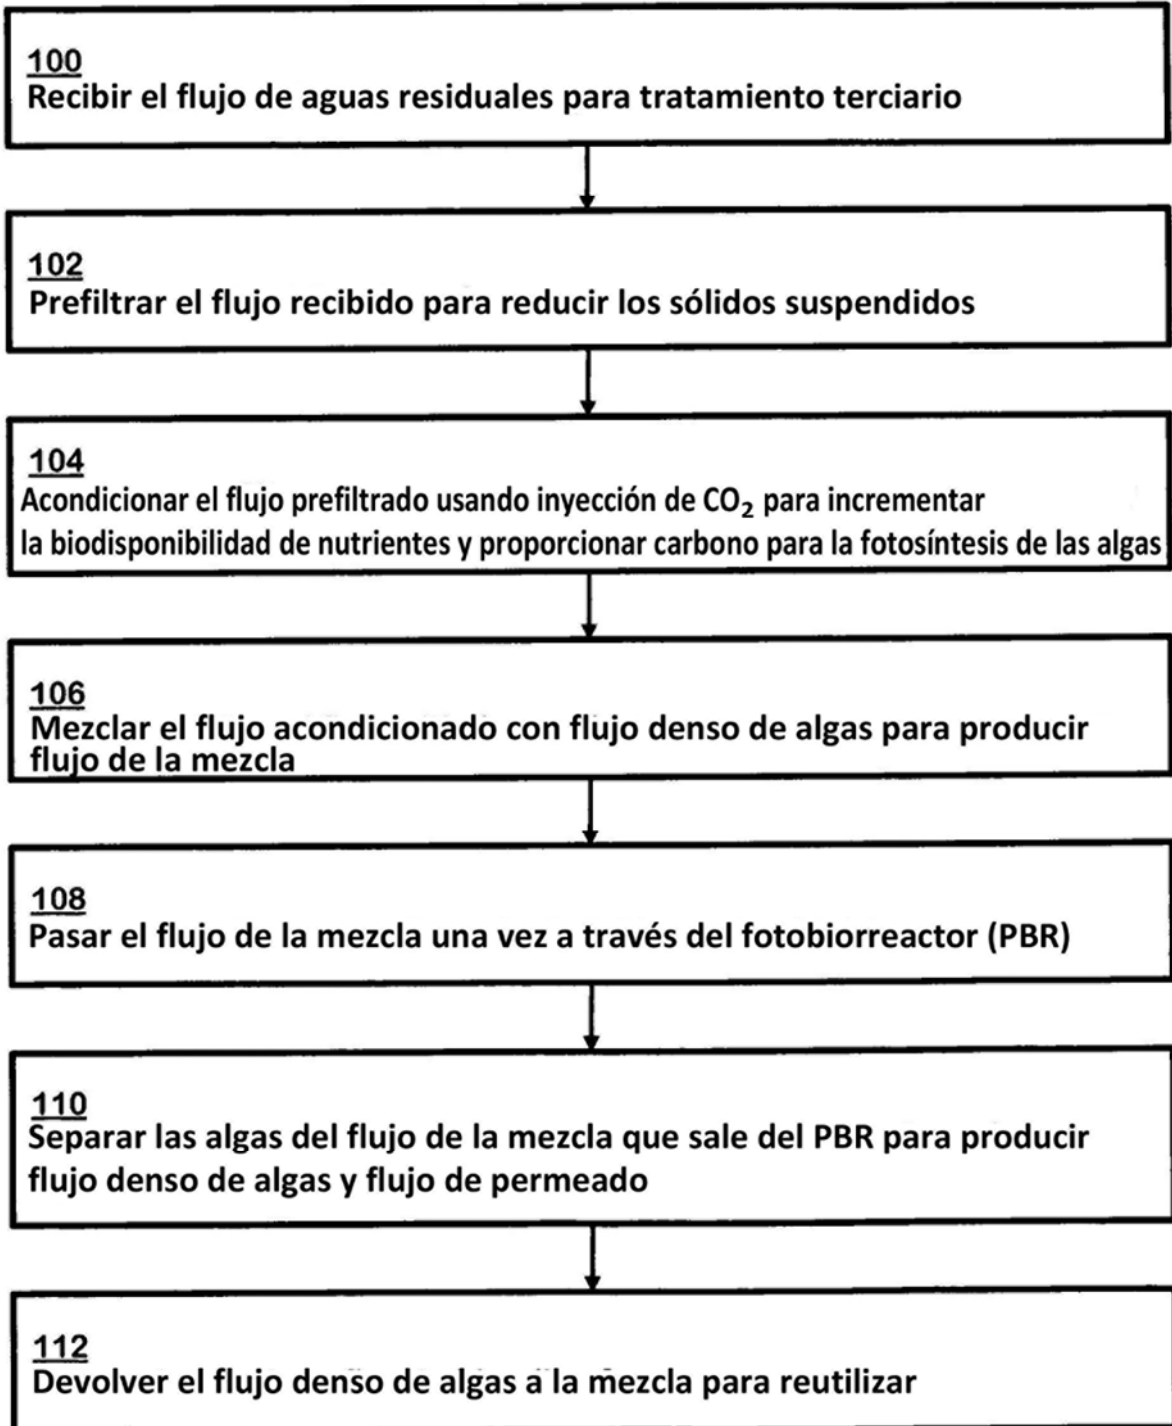 100
Recibir el flujo de aguas residuales para tratamiento terciario
102
Prefiltrar el flujo recibido para reducir los sólidos suspendidos
104
Acondicionar el flujo prefiltrado usando inyección de CO₂ para incrementar
la biodisponibilidad de nutrientes y proporcionar carbono para la fotosíntesis de las algas
106
Mezclar el flujo acondicionado con flujo denso de algas para producir
flujo de la mezcla
108
Pasar el flujo de la mezcla una vez a través del fotobiorreactor (PBR)
110
Separar las algas del flujo de la mezcla que sale del PBR para producir
flujo denso de algas y flujo de permeado
112
Devolver el flujo denso de algas a la mezcla para reutilizar